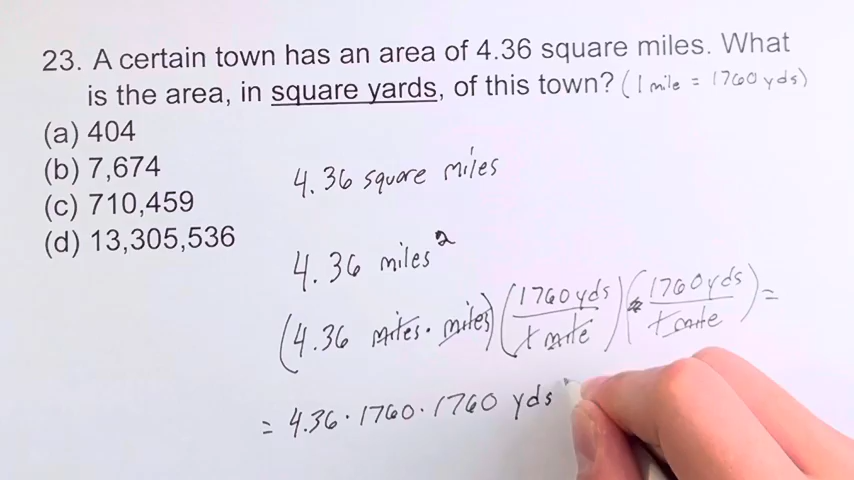 23. A certain town has an area of 4.36 square miles. What
is the area, in square yards, of this town? (1 mile = 1760 yds)
(a) 404
(b) 7,674
(c) 710,459
(d) 13,305,536
4.36 square miles
4.36 miles²
(4.36 miles · miles) (1760 yds / 1 mile) (1760 yds / 1 mile) =
= 4.36 · 1760 · 1760 yds